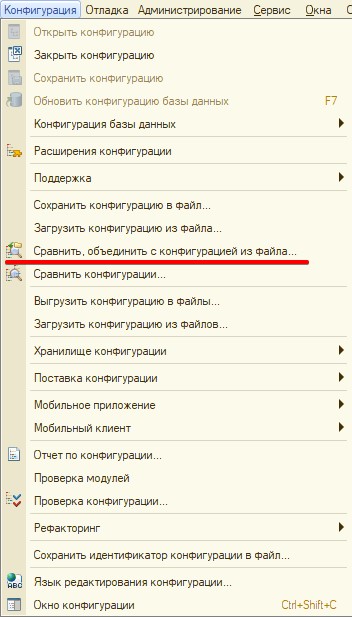 Конфигурация Отладка Администрирование Сервис Окна С
Открыть конфигурацию
Закрыть конфигурацию
Сохранить конфигурацию
Обновить конфигурацию базы данных F7
Конфигурация базы данных
Расширения конфигурации
Поддержка
Сохранить конфигурацию в файл...
Загрузить конфигурацию из файла...
Сравнить, объединить с конфигурацией из файла...
Сравнить конфигурации...
Выгрузить конфигурацию в файлы...
Загрузить конфигурацию из файлов...
Хранилище конфигурации
Поставка конфигурации
Мобильное приложение
Мобильный клиент
Отчет по конфигурации...
Проверка модулей
Проверка конфигурации...
Рефакторинг
Сохранить идентификатор конфигурации в файл...
ABC Язык редактирования конфигурации...
Окно конфигурации Ctrl+Shift+C